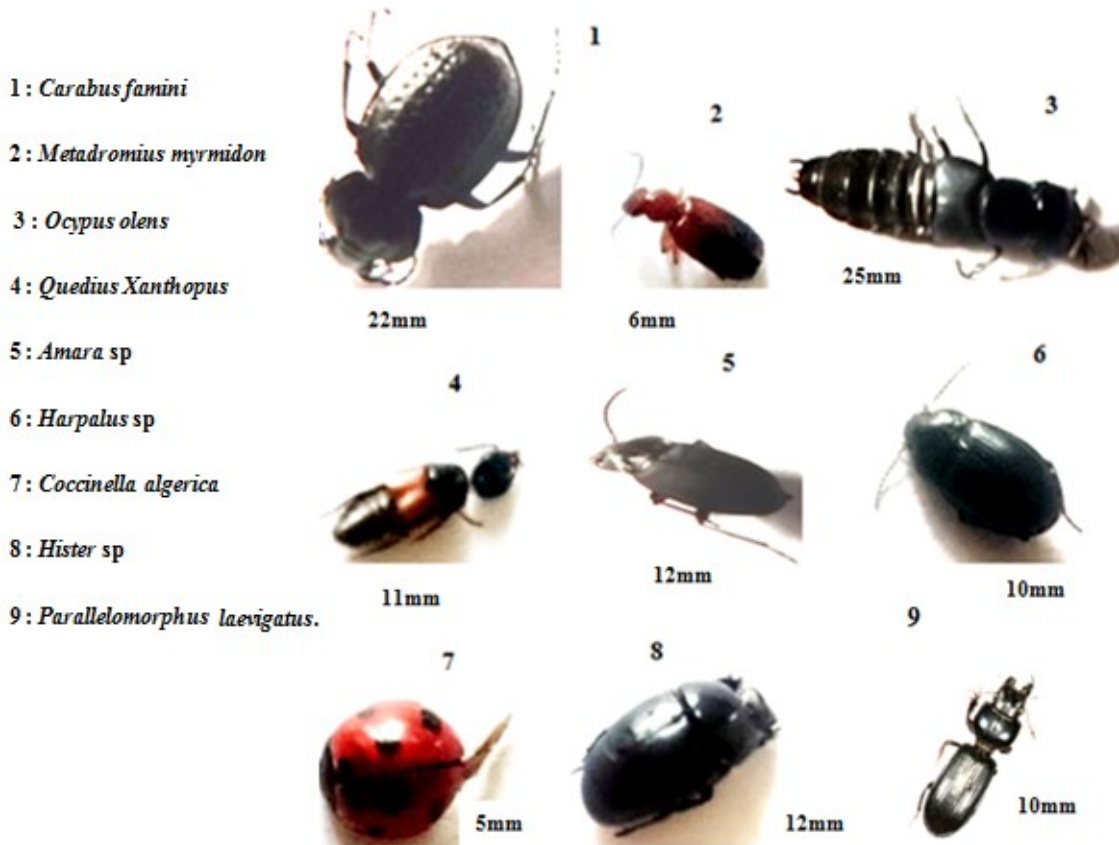 1 : Carabus famini
2 : Metadromius myrmidon
3 : Ocypus olens
4 : Quedius Xanthopus
5 : Amara sp
6 : Harpalus sp
7 : Coccinella algerica
8 : Hister sp
9 : Parallelomorphus laevigatus.
1
2
3
22mm
6mm
25mm
4
5
6
11mm
12mm
10mm
7
8
9
5mm
12mm
10mm